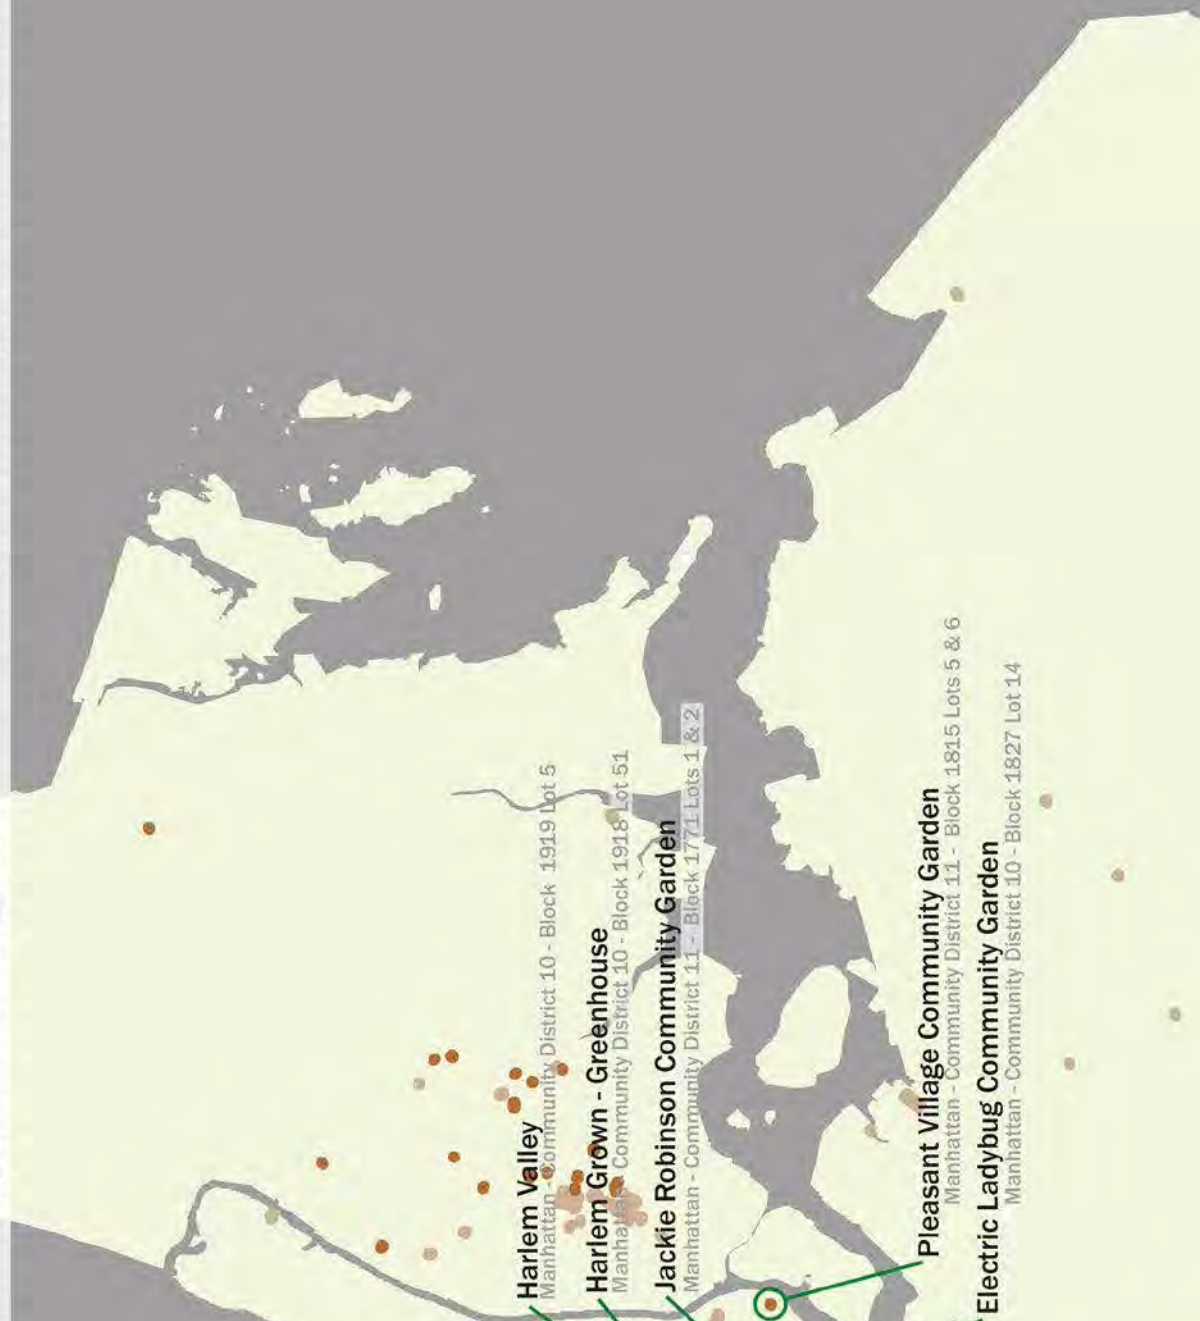 Harlem Valley
Manhattan - Community District 10 - Block 1919 Lot 5
Harlem Grown - Greenhouse
Manhattan - Community District 10 - Block 1918 Lot 51
Jackie Robinson Community Garden
Manhattan - Community District 11 - Block 1771 Lots 1 & 2
Pleasant Village Community Garden
Manhattan - Community District 11 - Block 1815 Lots 5 & 6
Electric Ladybug Community Garden
Manhattan - Community District 10 - Block 1827 Lot 14